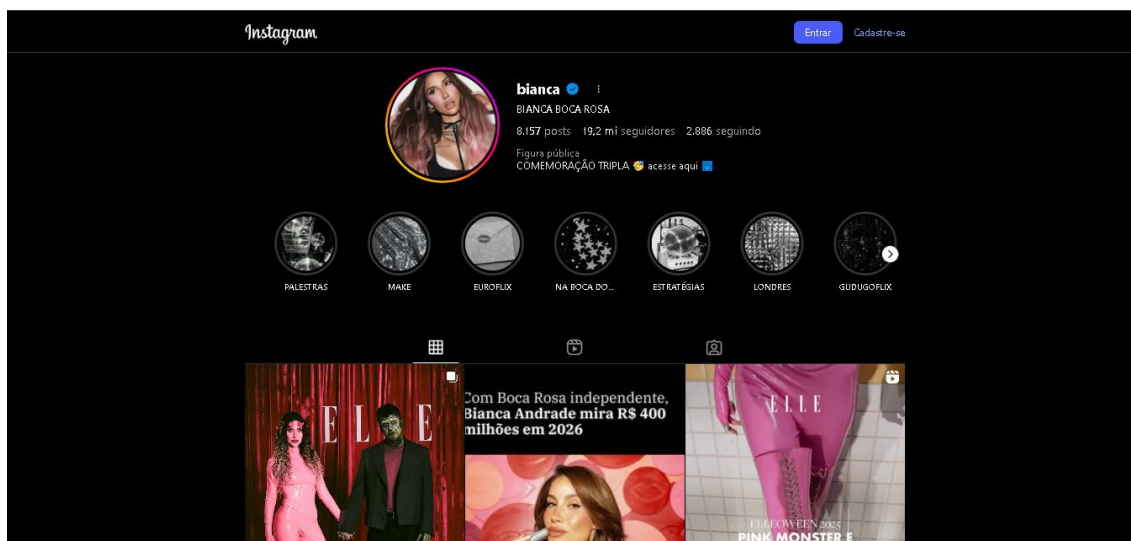 Instagram
Entrar
Cadastre-se
bianca
BIANCA BOCA ROSA
8.157 posts 19,2 mi seguidores 2.886 seguindo
Figura pública
COMEMORAÇÃO TRIPLA 🥳 acesse aqui ⬇️
PALESTRAS
MAKE
EUROFLIX
NA BOCA DO...
ESTRATÉGIAS
LONDRES
GUDUGOFLIX
ELLE
Com Boca Rosa independente,
Bianca Andrade mira R$ 400
milhões em 2026
ELLE
ELLEOWEEN 2025
PINK MONSTER E